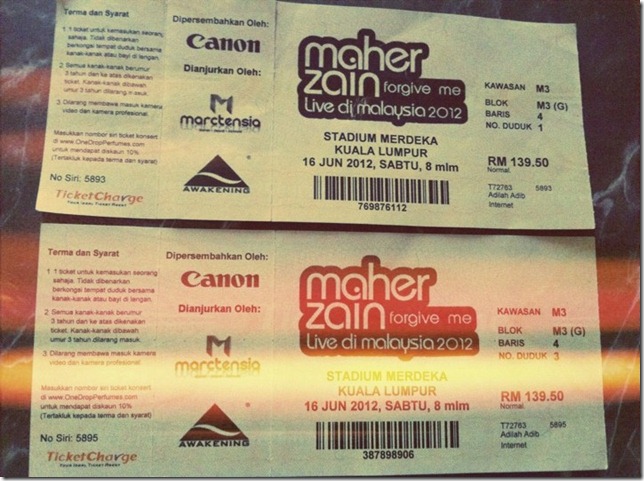 Terma dan Syarat
1. 1 ticket untuk kemasukan seorang
sahaja. Tidak dibenarkan
berkongsi tempat duduk bersama
kanak-kanak atau bayi di tangan.
2. Semua kanak-kanak berumur
3 tahun dan ke atas dikenakan
ticket. Kanak-kanak dibawah
umur 3 tahun dilarang masuk.
3. Dilarang membawa masuk kamera
video dan kamera profesional.
Masukkan nombor siri ticket konsert
di www.OneDropPerfumes.com
untuk mendapat diskaun 10%
(Tertakluk kepada terma dan syarat)
No Siri: 5893
TicketCharge
YOUR IDEAL TICKET AGENT
Dipersembahkan Oleh:
Canon
Dianjurkan Oleh:
marctensia
AWAKENING
maher
zain forgive me
Live di malaysia 2012
STADIUM MERDEKA
KUALA LUMPUR
16 JUN 2012, SABTU, 8 mlm
769876112
KAWASAN M3
BLOK M3 (G)
BARIS 4
NO. DUDUK 1
RM 139.50
Normal.
T72763 5893
Adilah Adib
Internet
Terma dan Syarat
1. 1 ticket untuk kemasukan seorang
sahaja. Tidak dibenarkan
berkongsi tempat duduk bersama
kanak-kanak atau bayi di tangan.
2. Semua kanak-kanak berumur
3 tahun dan ke atas dikenakan
ticket. Kanak-kanak dibawah
umur 3 tahun dilarang masuk.
3. Dilarang membawa masuk kamera
video dan kamera profesional.
Masukkan nombor siri ticket konsert
di www.OneDropPerfumes.com
untuk mendapat diskaun 10%
(Tertakluk kepada terma dan syarat)
No Siri: 5895
TicketCharge
YOUR IDEAL TICKET AGENT
Dipersembahkan Oleh:
Canon
Dianjurkan Oleh:
marctensia
AWAKENING
maher
zain forgive me
Live di malaysia 2012
STADIUM MERDEKA
KUALA LUMPUR
16 JUN 2012, SABTU, 8 mlm
387898906
KAWASAN M3
BLOK M3 (G)
BARIS 4
NO. DUDUK 3
RM 139.50
Normal.
T72763 5895
Adilah Adib
Internet